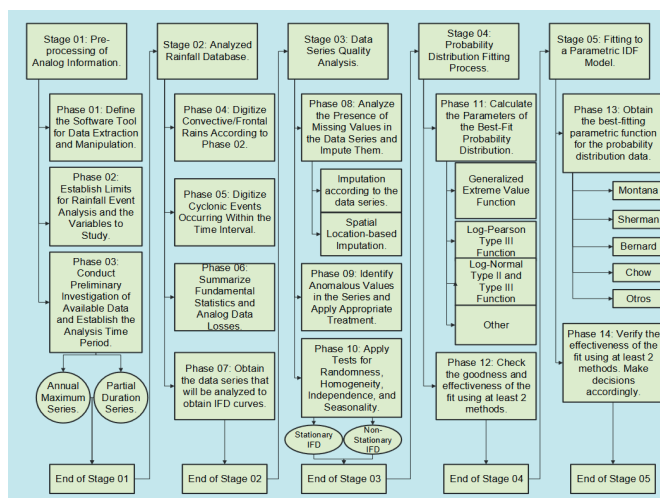 Stage 01: Pre-
processing of
Analog Information.
Phase 01: Define
the Software Tool
for Data Extraction
and Manipulation.
Phase 02:
Establish Limits
for Rainfall Event
Analysis and the
Variables to
Study.
Phase 03:
Conduct
Preliminary
Investigation of
Available Data
and Establish the
Analysis Time
Period.
Annual
Maximum
Series.
Partial
Duration
Series.
End of Stage 01
Stage 02: Analyzed
Rainfall Database.
Phase 04: Digitize
Convective/Frontal
Rains According to
Phase 02.
Phase 05: Digitize
Cyclonic Events
Occurring Within the
Time Interval.
Phase 06:
Summarize
Fundamental
Statistics and
Analog Data
Losses.
Phase 07: Obtain
the data series that
will be analyzed to
obtain IFD curves.
End of Stage 02
Stage 03: Data
Series Quality
Analysis.
Phase 08: Analyze
the Presence of
Missing Values in
the Data Series and
Impute Them.
Imputation
according to the
data series.
Spatial
Location-based
Imputation.
Phase 09: Identify
Anomalous Values
in the Series and
Apply Appropriate
Treatment.
Phase 10: Apply
Tests for
Randomness,
Homogeneity,
Independence, and
Seasonality.
Stationary
IFD
Non-
Stationary
IFD
End of Stage 03
Stage 04:
Probability
Distribution Fitting
Process.
Phase 11: Calculate
the Parameters of
the Best-Fit
Probability
Distribution.
Generalized
Extreme Value
Function
Log-Pearson
Type III
Function
Log-Normal
Type II and
Type III
Function
Other
Phase 12: Check
the goodness and
effectiveness of the
fit using at least 2
methods.
End of Stage 04
Stage 05: Fitting to
a Parametric IDF
Model.
Phase 13: Obtain
the best-fitting
parametric function
for the probability
distribution data.
Montana
Sherman
Bernard
Chow
Otros
Phase 14: Verify the
effectiveness of the
fit using at least 2
methods. Make
decisions
accordingly.
End of Stage 05